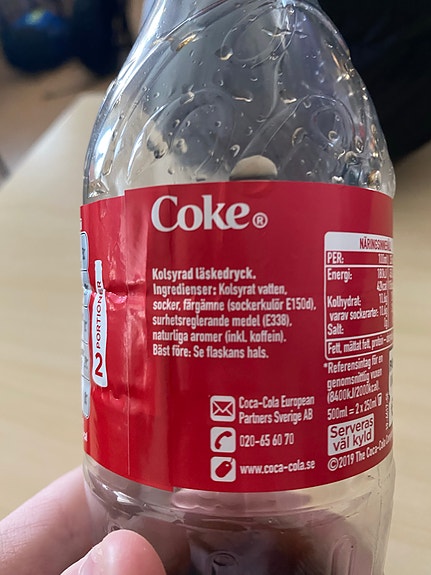 Coke®
Kolsyrad läskedryck.
Ingredienser: Kolsyrat vatten,
socker, färgämne (sockerkulör E150d),
surhetsreglerande medel (E338),
naturliga aromer (inkl. koffein).
Bäst före: Se flaskans hals.
2 PORTIONER
Coca-Cola European
Partners Sverige AB
020-65 60 70
www.coca-cola.se
PER:
Energi:
Kolhydrat:
varav sockerarter:
Salt:
Fett, mättat fett, protein
*Referensintag för en
genomsnittlig vuxen
(8400kJ/2000kcal).
500ml = 2 x 250ml
Serveras
väl kyld
©2019 The Coca-Cola